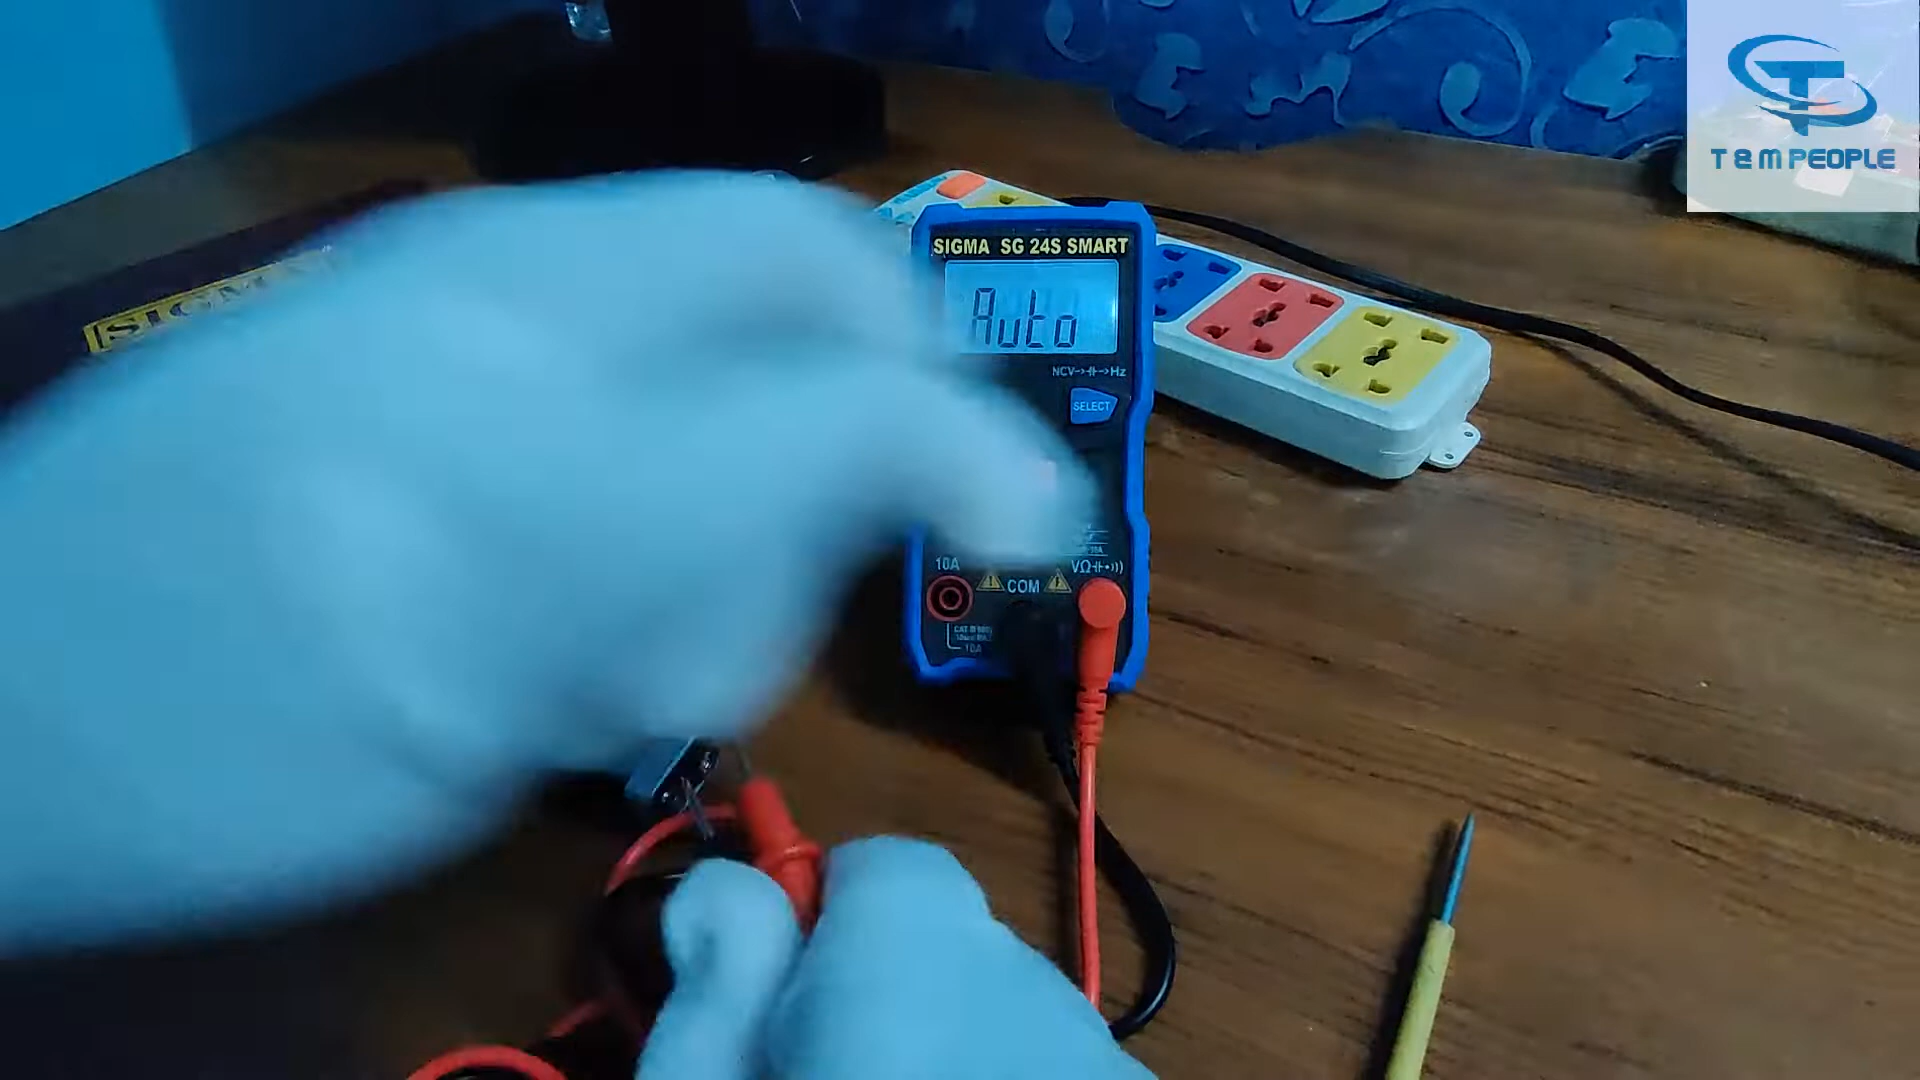 T & M PEOPLE
SIGMA SG 24S SMART
Auto
NCV Hz
SELECT
10A
COM
VΩ
10A